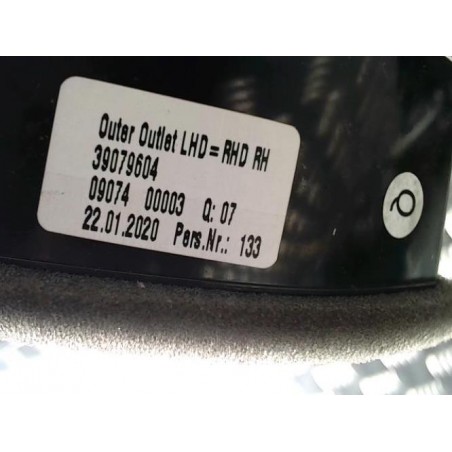 Outer Outlet LHD = RHD RH
39079604
09074 00003 Q: 07
22.01.2020 Pers.Nr.: 133